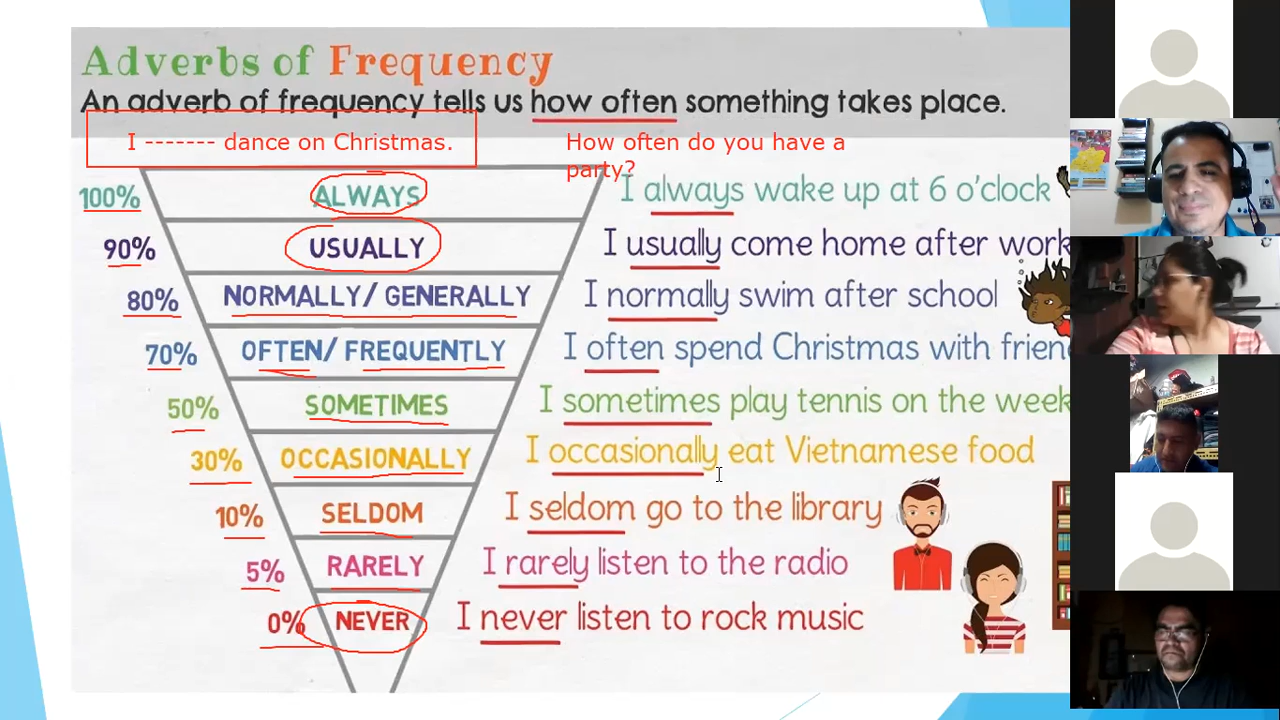 Adverbs of Frequency
An adverb of frequency tells us how often something takes place.
I ------- dance on Christmas.
How often do you have a
party?
100% ALWAYS I always wake up at 6 o'clock
90% USUALLY I usually come home after work
80% NORMALLY/ GENERALLY I normally swim after school
70% OFTEN/ FREQUENTLY I often spend Christmas with
50% SOMETIMES I sometimes play tennis on the
30% OCCASIONALLY I occasionally eat Vietnamese food
10% SELDOM I seldom go to the library
5% RARELY I rarely listen to the radio
0% NEVER I never listen to rock music